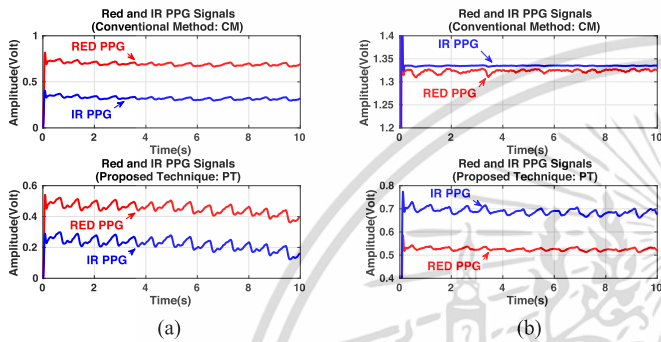 Red and IR PPG Signals
(Conventional Method: CM)
Amplitude(Volt)
1
0.5
0
RED PPG
IR PPG
0 2 4 6 8 10
Time(s)
Red and IR PPG Signals
(Proposed Technique: PT)
Amplitude(Volt)
0.6
0.4
0.2
0
RED PPG
IR PPG
0 2 4 6 8 10
Time(s)
(a)
Red and IR PPG Signals
(Conventional Method: CM)
Amplitude(Volt)
1.4
1.35
1.3
1.25
1.2
IR PPG
RED PPG
0 2 4 6 8 10
Time(s)
Red and IR PPG Signals
(Proposed Technique: PT)
Amplitude(Volt)
0.8
0.7
0.6
0.5
0.4
IR PPG
RED PPG
0 2 4 6 8 10
Time(s)
(b)